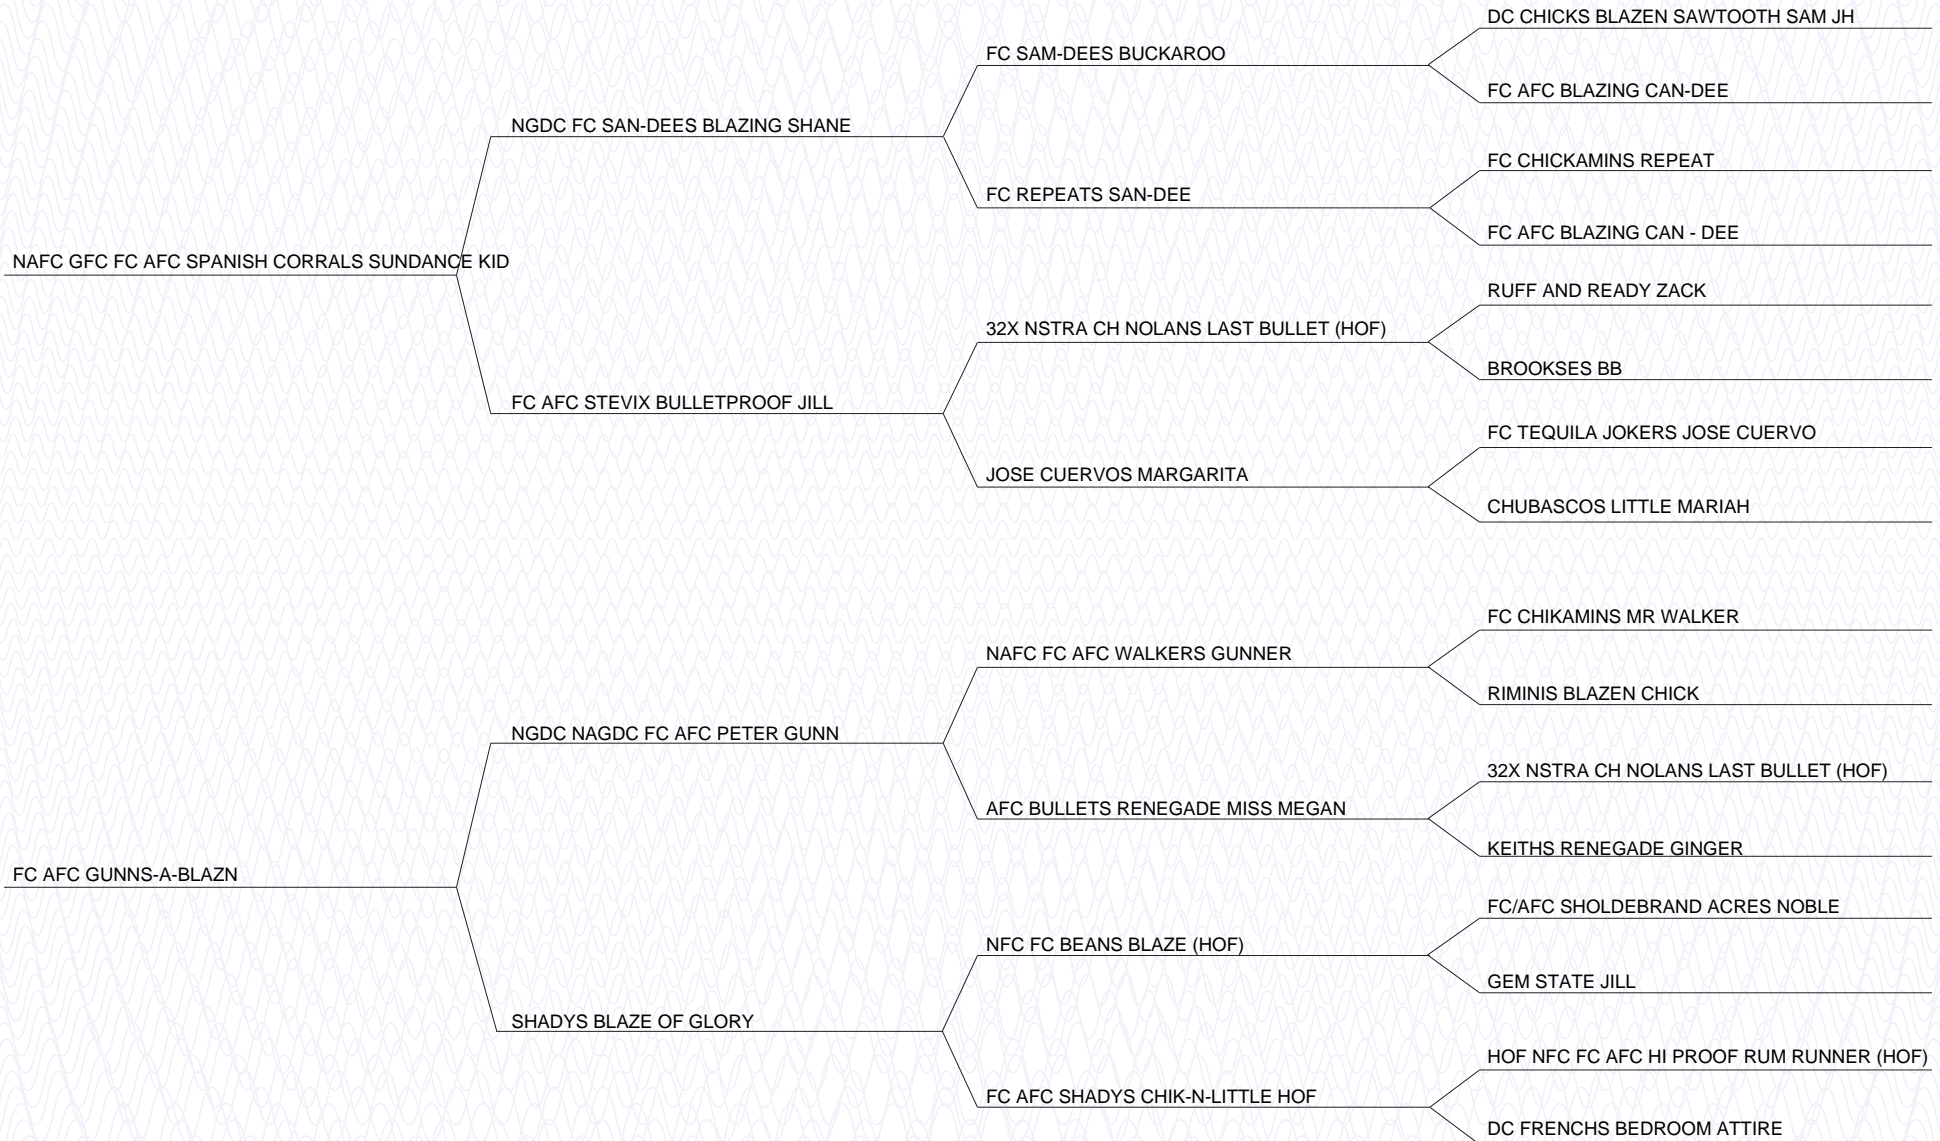 DC CHICKS BLAZEN SAWTOOTH SAM JH
FC SAM-DEES BUCKAROO
FC AFC BLAZING CAN-DEE
NGDC FC SAN-DEES BLAZING SHANE
FC CHICKAMINS REPEAT
FC REPEATS SAN-DEE
FC AFC BLAZING CAN - DEE
NAFC GFC FC AFC SPANISH CORRALS SUNDANCE KID
RUFF AND READY ZACK
32X NSTRA CH NOLANS LAST BULLET (HOF)
BROOKSES BB
FC AFC STEVIX BULLETPROOF JILL
FC TEQUILA JOKERS JOSE CUERVO
JOSE CUERVOS MARGARITA
CHUBASCOS LITTLE MARIAH
FC CHIKAMINS MR WALKER
NAFC FC AFC WALKERS GUNNER
RIMINIS BLAZEN CHICK
NGDC NAGDC FC AFC PETER GUNN
32X NSTRA CH NOLANS LAST BULLET (HOF)
AFC BULLETS RENEGADE MISS MEGAN
KEITHS RENEGADE GINGER
FC AFC GUNNS-A-BLAZN
FC/AFC SHOLDEBRAND ACRES NOBLE
NFC FC BEANS BLAZE (HOF)
GEM STATE JILL
SHADYS BLAZE OF GLORY
HOF NFC FC AFC HI PROOF RUM RUNNER (HOF)
FC AFC SHADYS CHIK-N-LITTLE HOF
DC FRENCHS BEDROOM ATTIRE